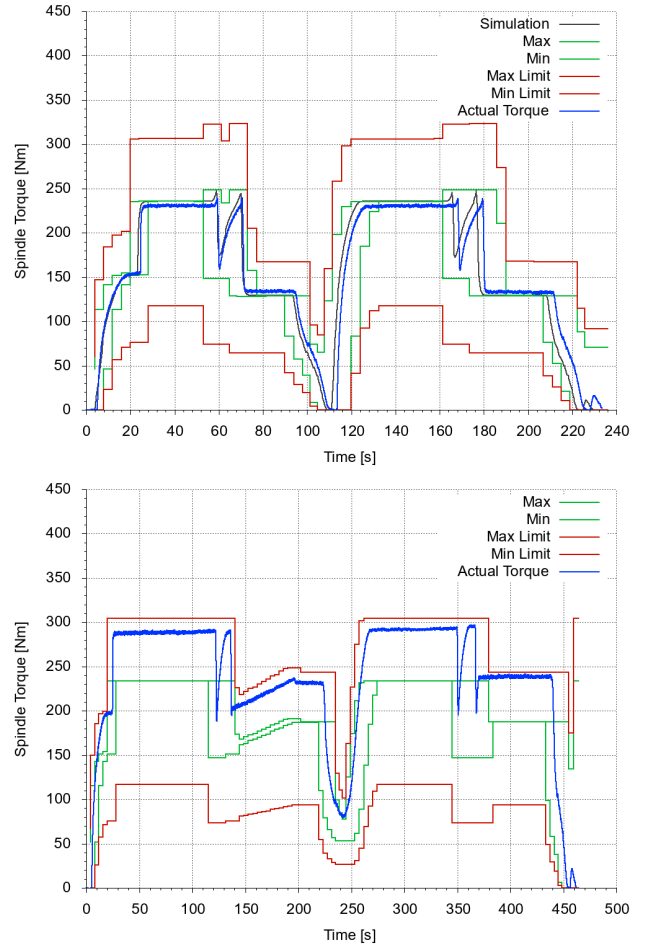 450
400
350
300
250
200
150
100
50
0
Spindle Torque [Nm]
Simulation
Max
Min
Max Limit
Min Limit
Actual Torque
0 20 40 60 80 100 120 140 160 180 200 220 240
Time [s]
450
400
350
300
250
200
150
100
50
0
Spindle Torque [Nm]
Max
Min
Max Limit
Min Limit
Actual Torque
0 50 100 150 200 250 300 350 400 450 500
Time [s]